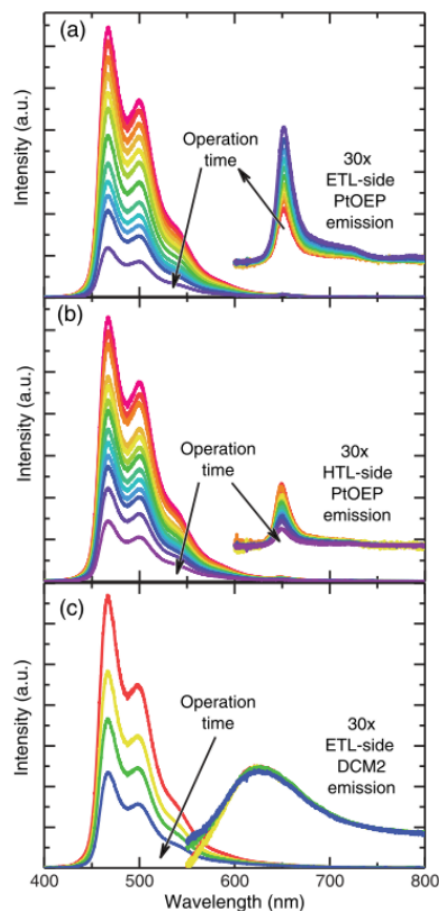 (a)
Intensity (a.u.)
Operation
time
30x
ETL-side
PtOEP
emission
(b)
Intensity (a.u.)
Operation
time
30x
HTL-side
PtOEP
emission
(c)
Intensity (a.u.)
Operation
time
30x
ETL-side
DCM2
emission
400 500 600 700 800
Wavelength (nm)